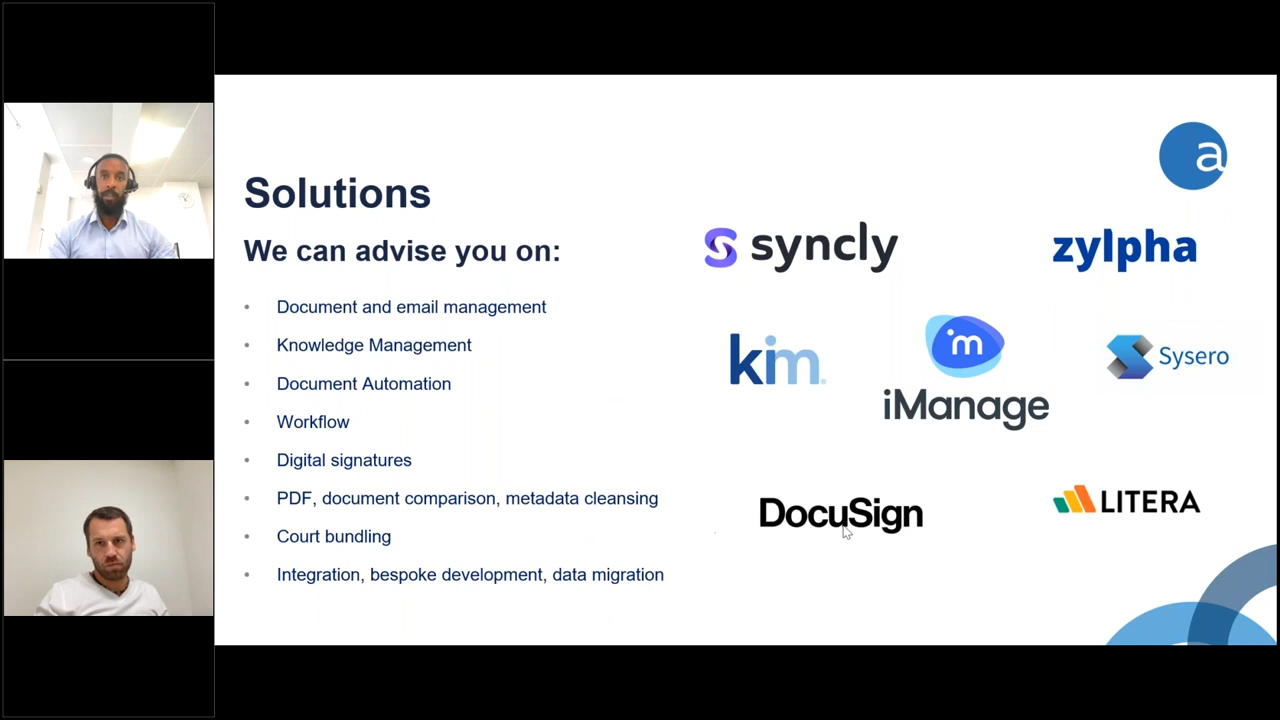 a
Solutions
We can advise you on:
• Document and email management
• Knowledge Management
• Document Automation
• Workflow
• Digital signatures
• PDF, document comparison, metadata cleansing
• Court bundling
• Integration, bespoke development, data migration
syncly
zylpha
kim
im
iManage
Sysero
DocuSign
LITERA